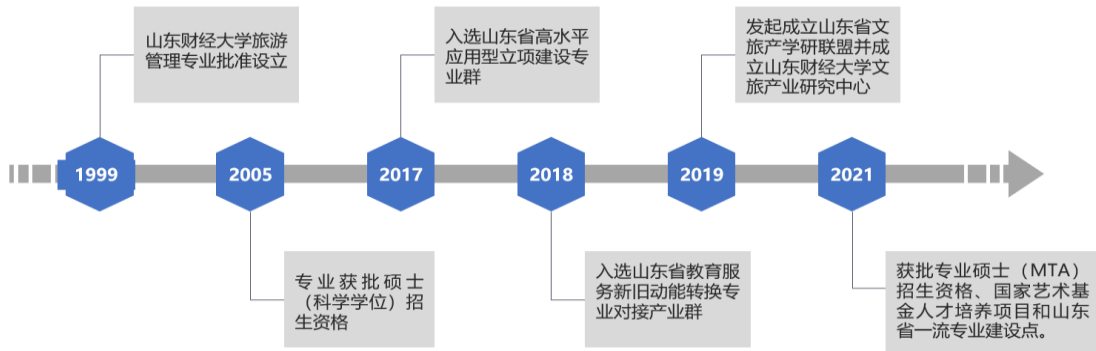 山东财经大学旅游
管理专业批准设立
入选山东省高水平
应用型立项建设专
业群
发起成立山东省文
旅产学研联盟并成
立山东财经大学文
旅产业研究中心
1999
2005
2017
2018
2019
2021
专业获批硕士
（科学学位）招
生资格
入选山东省教育服
务新旧动能转换专
业对接产业群
获批专业硕士（MTA）
招生资格、国家艺术基
金人才培养项目和山东
省一流专业建设点。